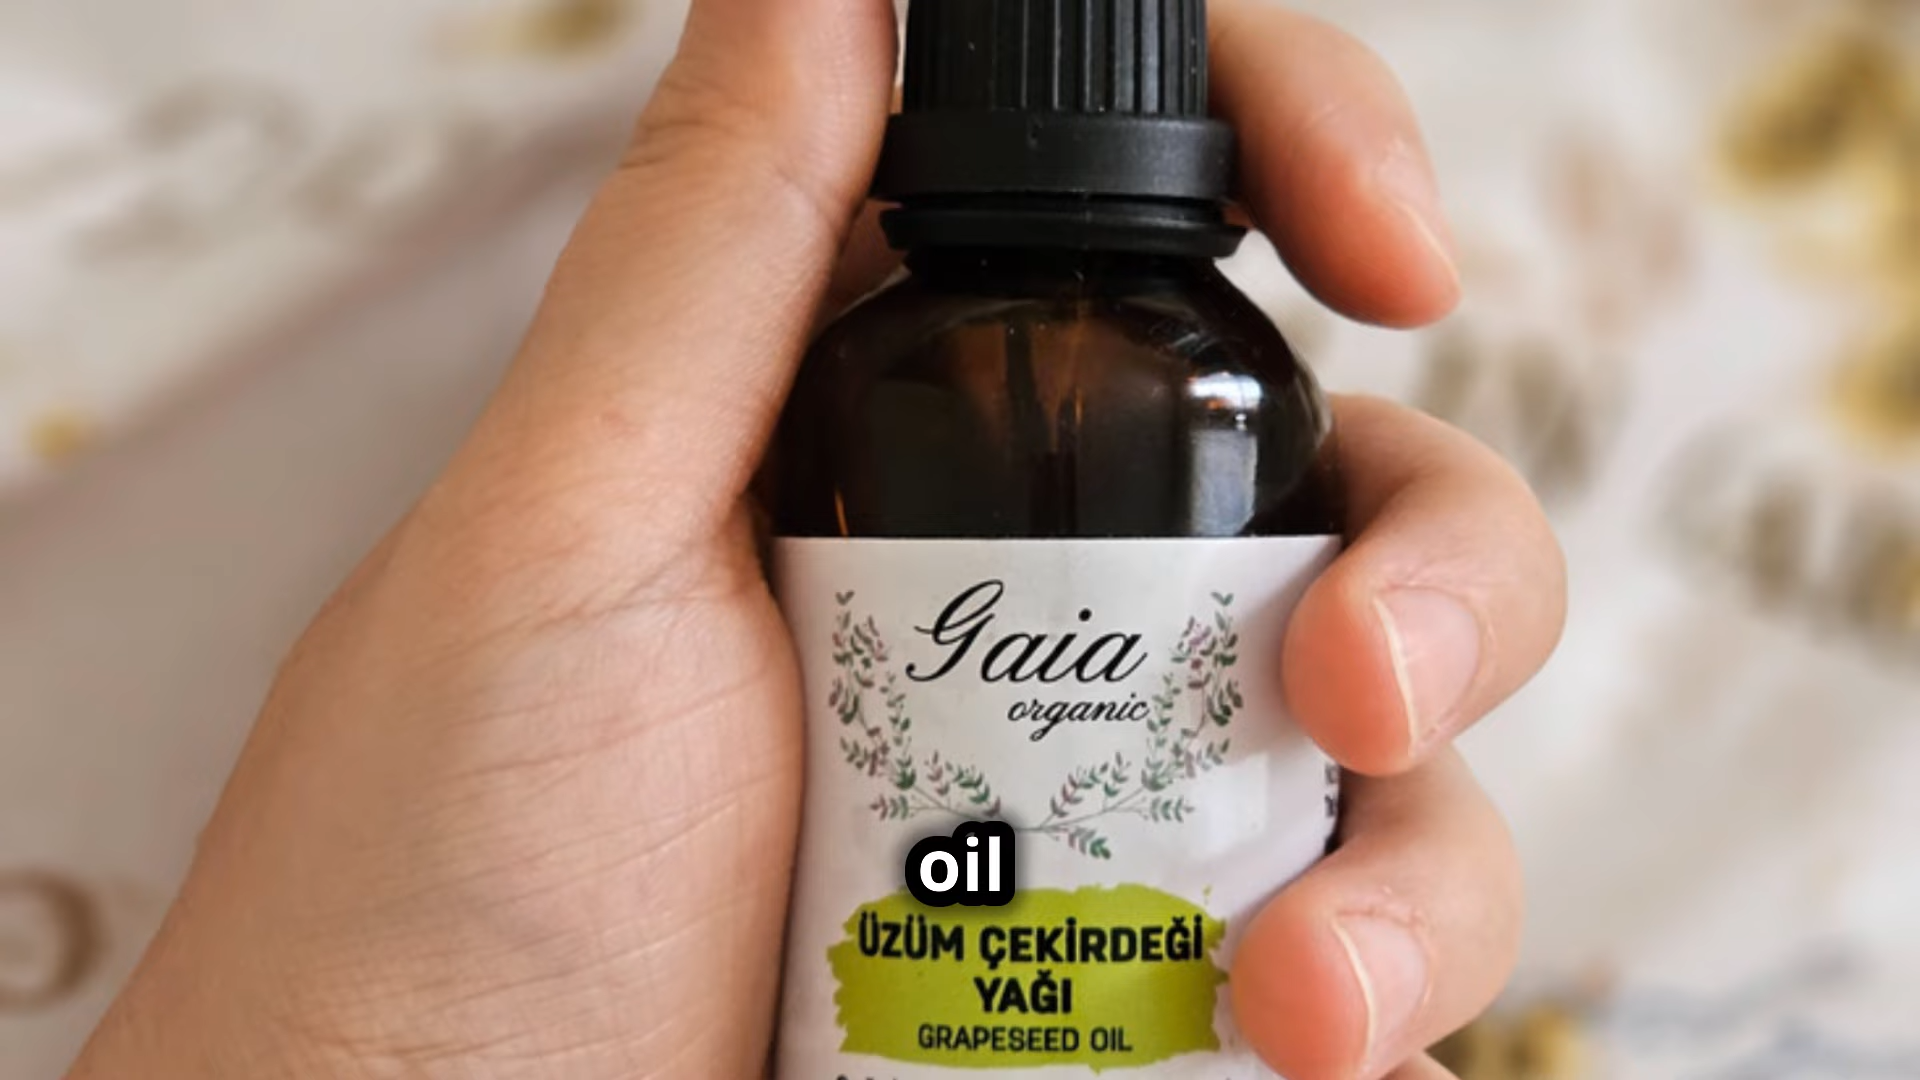 Gaia
organic
oil
ÜZÜM ÇEKİRDEĞİ
YAĞI
GRAPESEED OIL